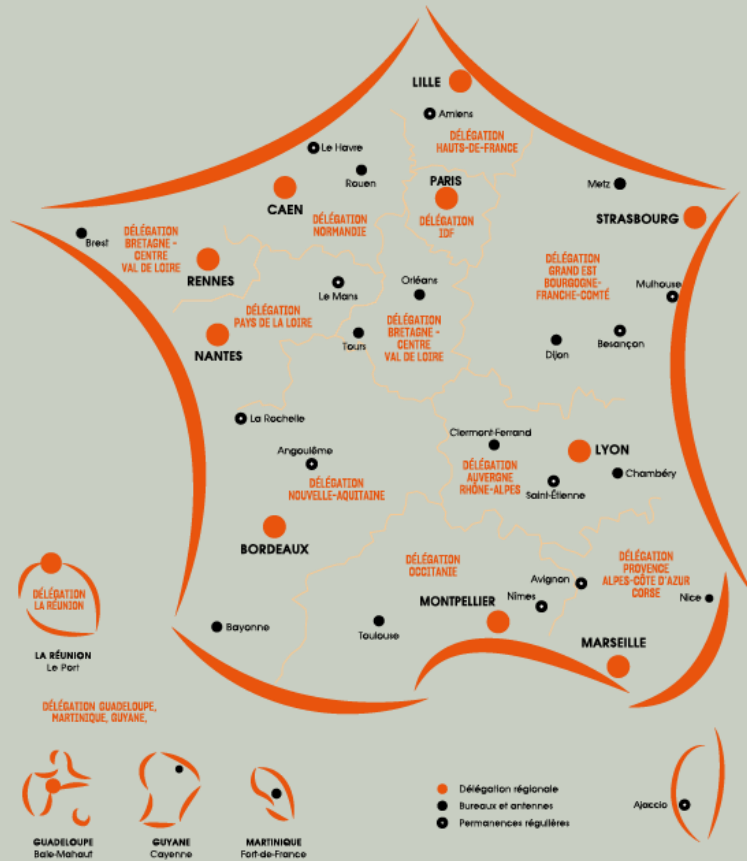 LILLE
Amiens
DÉLÉGATION
HAUTS-DE-FRANCE
Le Havre
Rouen
CAEN
DÉLÉGATION
NORMANDIE
PARIS
DÉLÉGATION
IDF
Metz
STRASBOURG
Brest
DÉLÉGATION
BRETAGNE -
CENTRE
VAL DE LOIRE
RENNES
DÉLÉGATION
GRAND EST
BOURGOGNE-
FRANCHE-COMTÉ
Mulhouse
Le Mans
Orléans
DÉLÉGATION
PAYS DE LA LOIRE
NANTES
Tours
DÉLÉGATION
BRETAGNE -
CENTRE
VAL DE LOIRE
Dijon
Besançon
La Rochelle
Angoulême
DÉLÉGATION
NOUVELLE-AQUITAINE
Clermont-Ferrand
DÉLÉGATION
AUVERGNE
RHÔNE-ALPES
LYON
Saint-Étienne
Chambéry
BORDEAUX
DÉLÉGATION
OCCITANIE
DÉLÉGATION
PROVENCE
ALPES-CÔTE D'AZUR
CORSE
Avignon
Nîmes
Nice
MONTPELLIER
Bayonne
Toulouse
MARSEILLE
DÉLÉGATION
LA RÉUNION
LA RÉUNION
Le Port
DÉLÉGATION GUADELOUPE,
MARTINIQUE, GUYANE,
GUADELOUPE
Baie-Mahaut
GUYANE
Cayenne
MARTINIQUE
Fort-de-France
Délégation régionale
Bureaux et antennes
Permanences régulières
Ajaccio